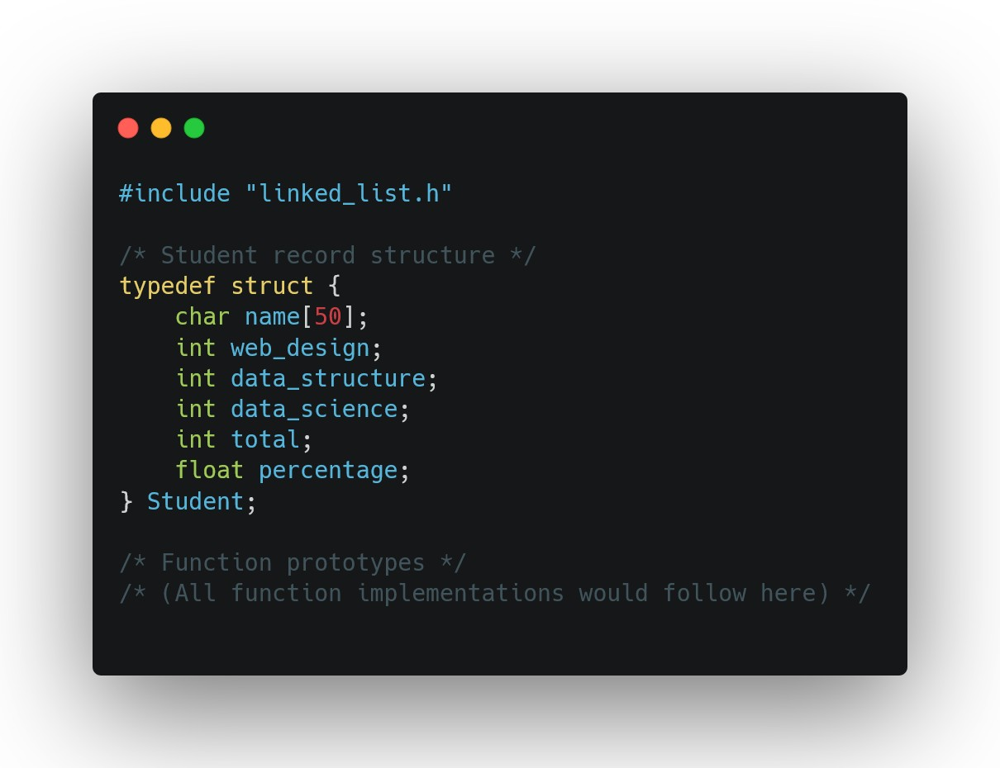 #include "linked_list.h"
/* Student record structure */
typedef struct {
    char name[50];
    int web_design;
    int data_structure;
    int data_science;
    int total;
    float percentage;
} Student;
/* Function prototypes */
/* (All function implementations would follow here) */